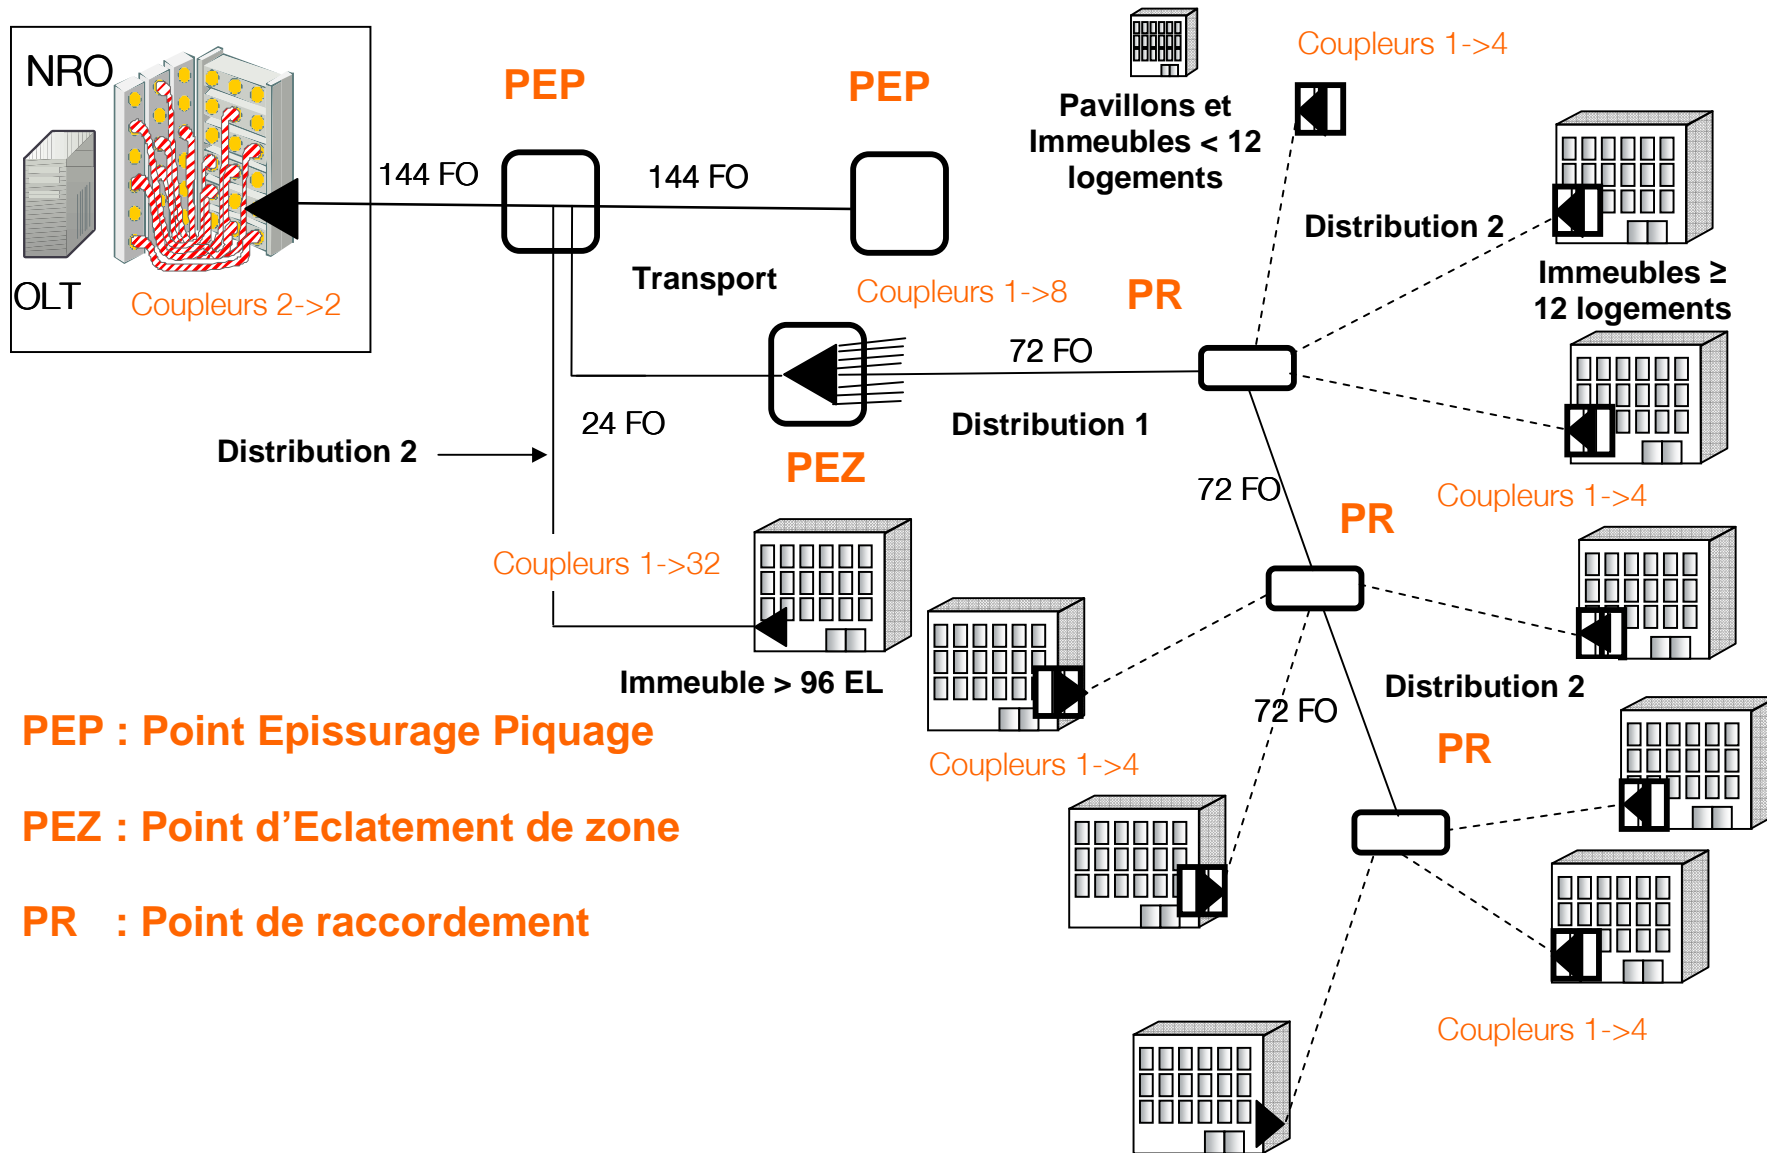 NRO
OLT
Coupleurs 2->2
144 FO
PEP
144 FO
PEP
Transport
Pavillons et
Immeubles < 12
logements
Coupleurs 1->4
Distribution 2
Immeubles ≥
12 logements
Coupleurs 1->8
PR
72 FO
24 FO
Distribution 2
PEZ
Distribution 1
72 FO
Coupleurs 1->4
PR
Coupleurs 1->32
Immeuble > 96 EL
Distribution 2
72 FO
PR
Coupleurs 1->4
Coupleurs 1->4
PEP : Point Epissurage Piquage
PEZ : Point d’Eclatement de zone
PR : Point de raccordement